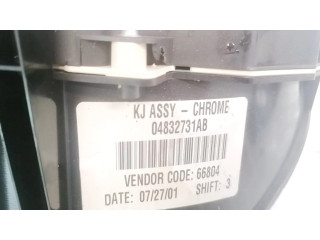 KJ ASSY - CHROME
04832731AB
VENDOR CODE: 66804
DATE: 07/27/01 SHIFT: 3